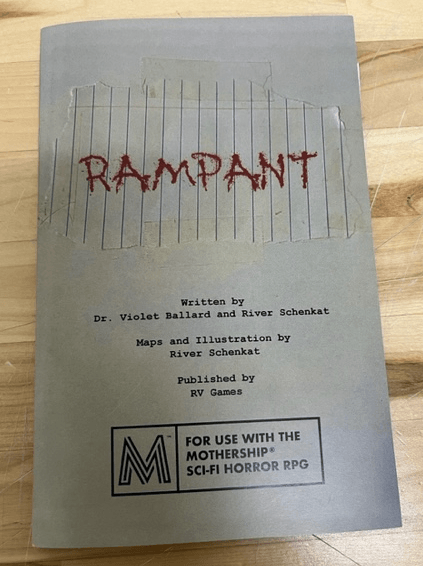 RAMPANT
Written by
Dr. Violet Ballard and River Schenkat
Maps and Illustration by
River Schenkat
Published by
RV Games
M™
FOR USE WITH THE
MOTHERSHIP®
SCI-FI HORROR RPG